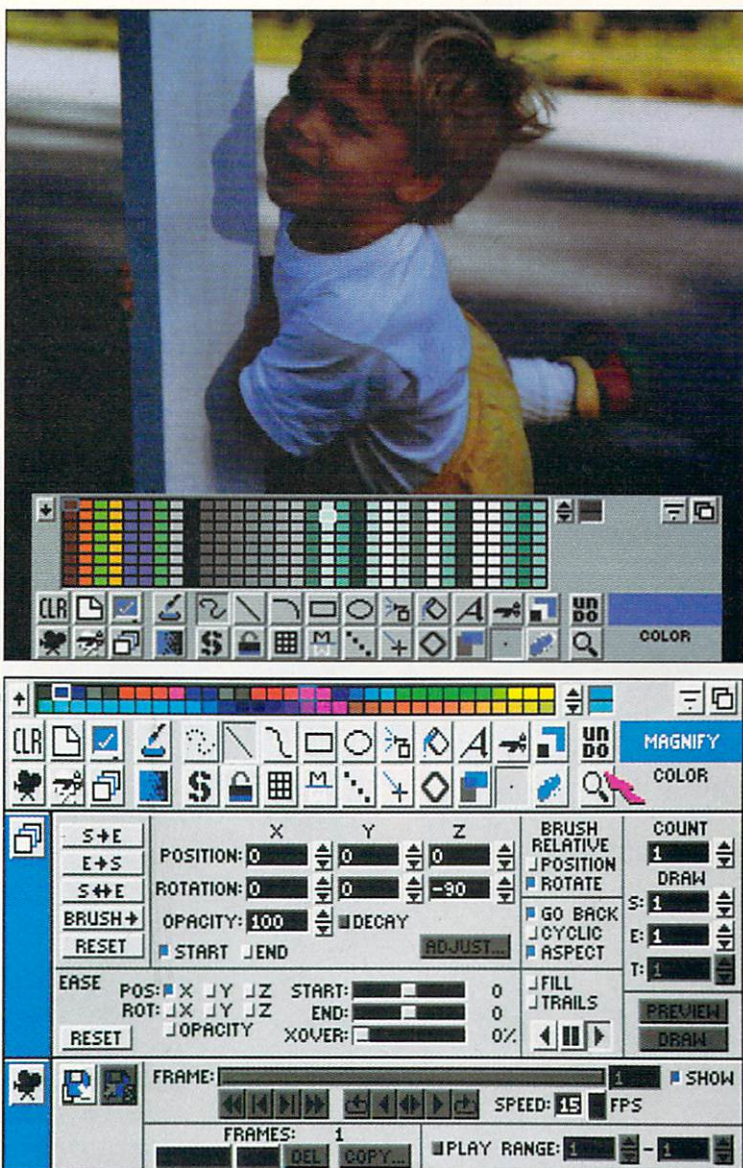 CLR
UN
DO
COLOR
CLR
UN
DO
MAGNIFY
COLOR
S→E
E→S
S↔E
BRUSH→
RESET
X Y Z
POSITION: 0 0 0
ROTATION: 0 0 -90
OPACITY: 100 DECAY
START END
ADJUST...
BRUSH
RELATIVE
POSITION
ROTATE
GO BACK
CYCLIC
ASPECT
COUNT
1
DRAW
S: 1
E: 1
T: 1
EASE
POS: X Y Z
ROT: X Y Z
OPACITY
RESET
START: 0
END: 0
XOVER: 0%
FILL
TRAILS
PREVIEW
DRAW
FRAME: 1 SHOW
SPEED: 15 FPS
FRAMES: 1
DEL COPY...
PLAY RANGE: 1 - 1